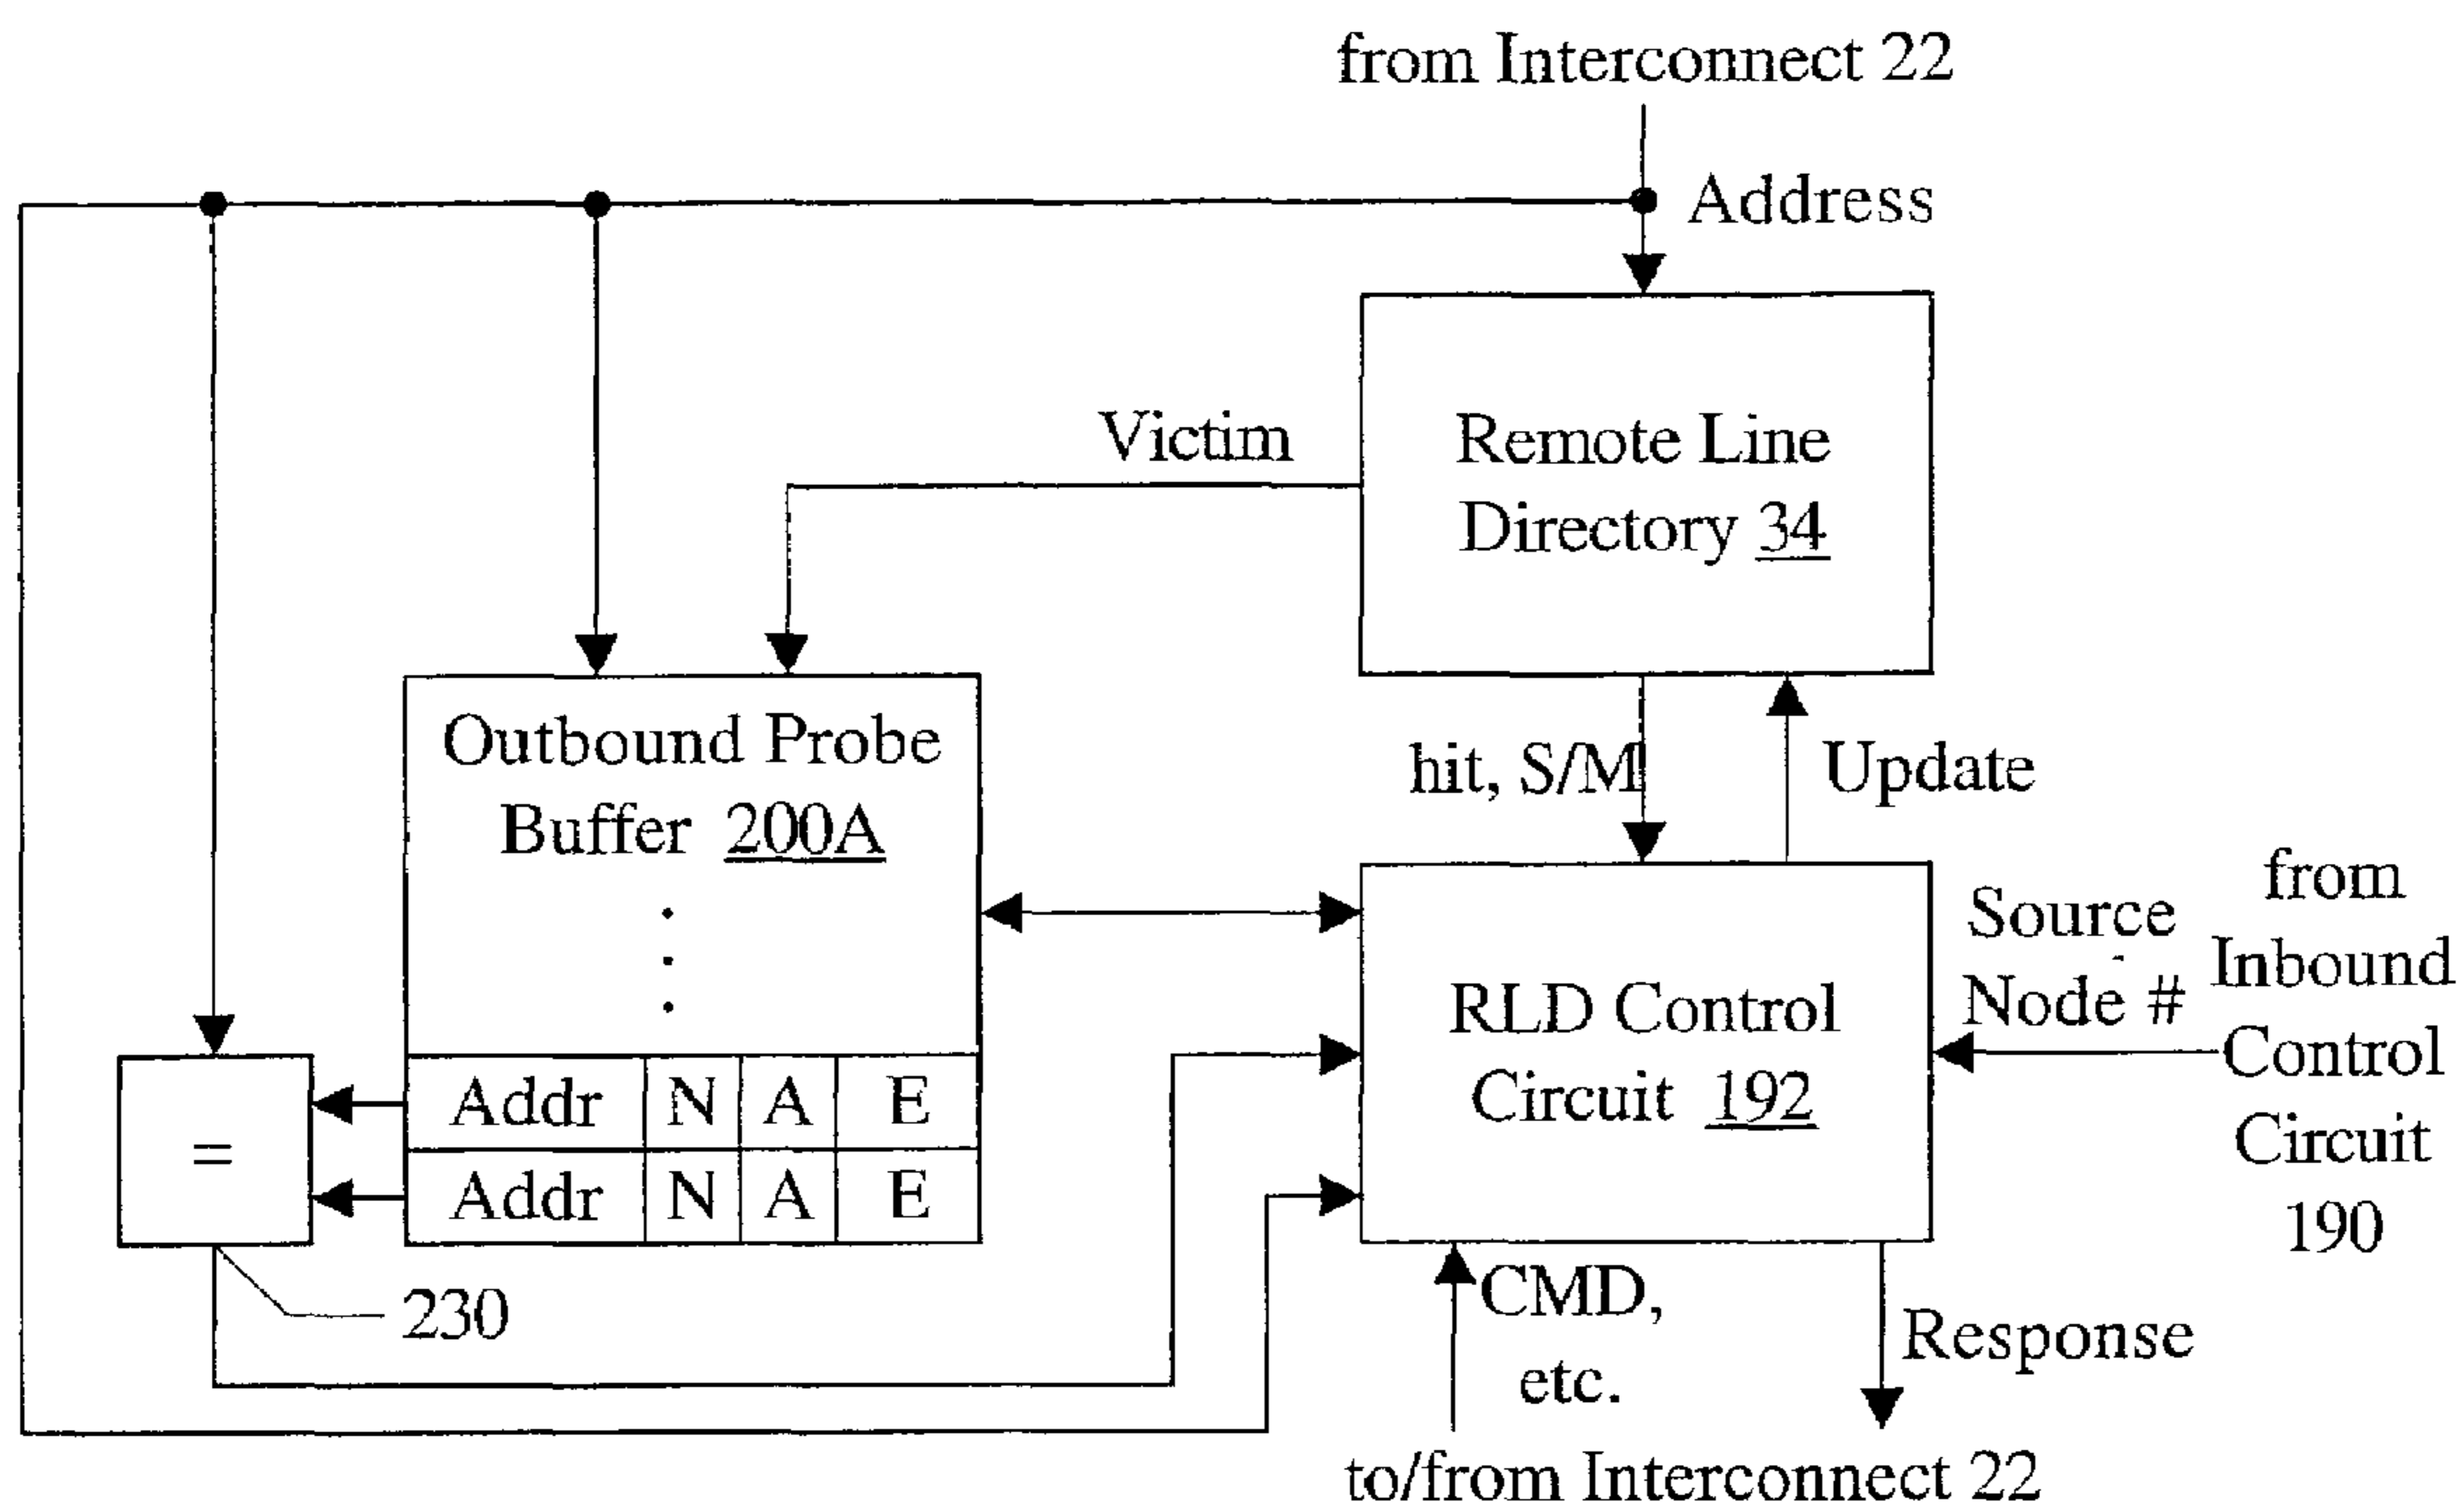 from Interconnect 22
Address
Victim
Remote Line
Directory 34
Outbound Probe
Buffer 200A
hit, S/M
Update
RLD Control
Circuit 192
Source
Node #
from
Inbound
Control
Circuit
190
=
Addr N A E
Addr N A E
230
CMD,
etc.
Response
to/from Interconnect 22